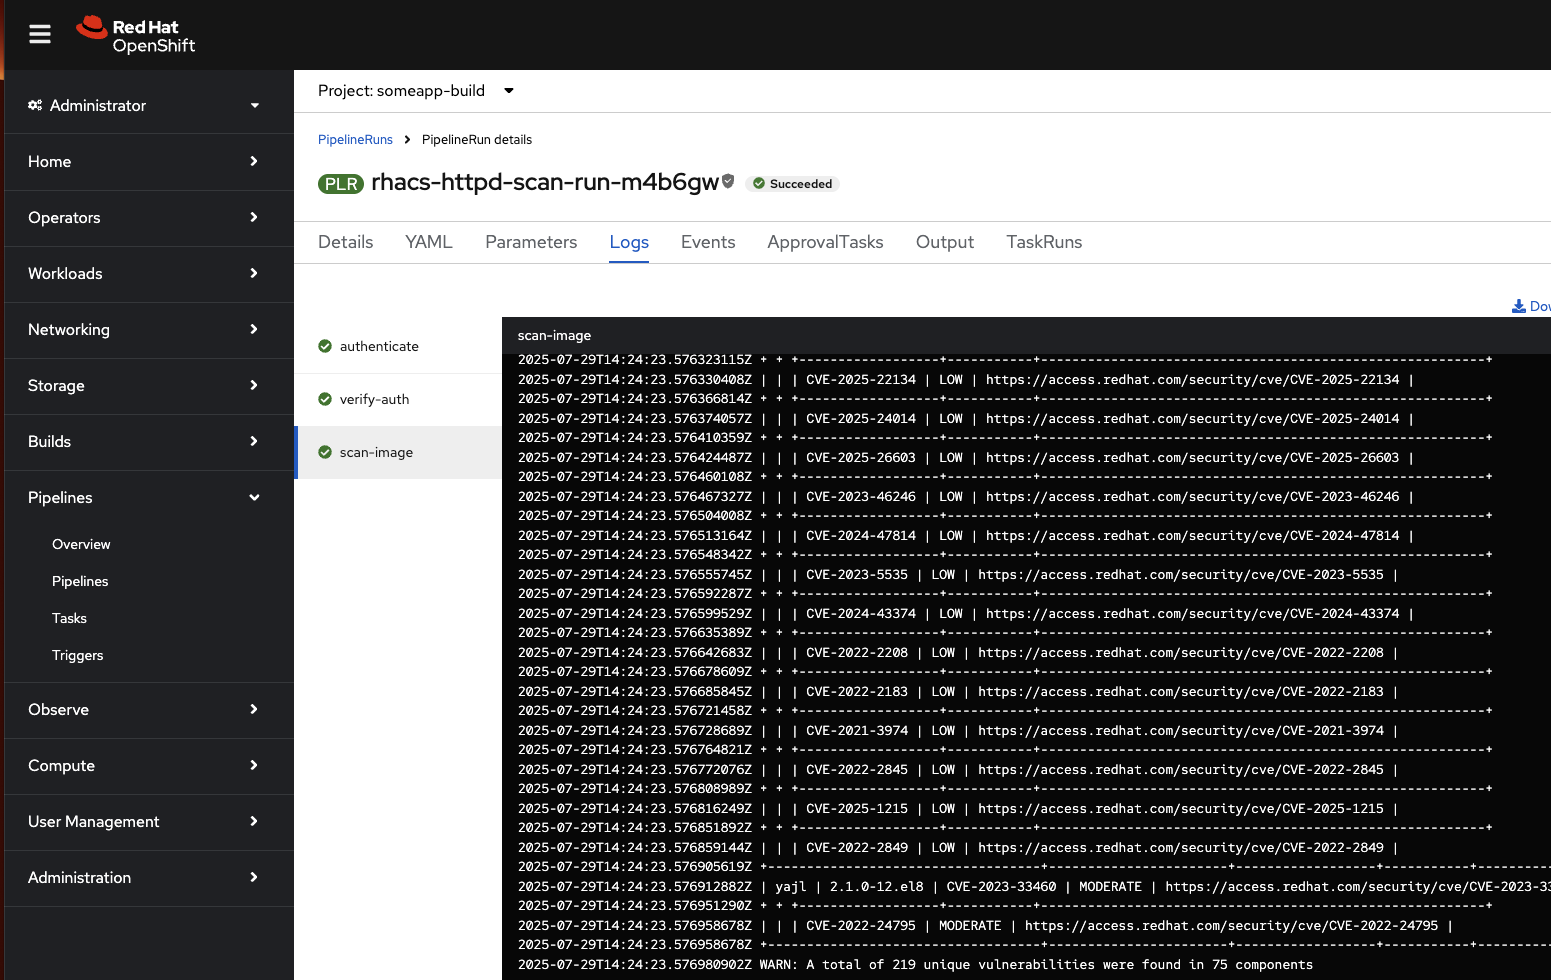 Red Hat
OpenShift
Administrator
Home
Operators
Workloads
Networking
Storage
Builds
Pipelines
Overview
Pipelines
Tasks
Triggers
Observe
Compute
User Management
Administration
Project: someapp-build
PipelineRuns > PipelineRun details
PLR rhacs-httpd-scan-run-m4b6gw Succeeded
Details YAML Parameters Logs Events ApprovalTasks Output TaskRuns
Dow
authenticate
verify-auth
scan-image
scan-image
2025-07-29T14:24:23.576323115Z + + +------------------+-----------+---------------------------------------------------------+
2025-07-29T14:24:23.576330408Z | | | CVE-2025-22134 | LOW | https://access.redhat.com/security/cve/CVE-2025-22134 |
2025-07-29T14:24:23.576366814Z + + +------------------+-----------+---------------------------------------------------------+
2025-07-29T14:24:23.576374057Z | | | CVE-2025-24014 | LOW | https://access.redhat.com/security/cve/CVE-2025-24014 |
2025-07-29T14:24:23.576410359Z + + +------------------+-----------+---------------------------------------------------------+
2025-07-29T14:24:23.576424487Z | | | CVE-2025-26603 | LOW | https://access.redhat.com/security/cve/CVE-2025-26603 |
2025-07-29T14:24:23.576460108Z + + +------------------+-----------+---------------------------------------------------------+
2025-07-29T14:24:23.576467327Z | | | CVE-2023-46246 | LOW | https://access.redhat.com/security/cve/CVE-2023-46246 |
2025-07-29T14:24:23.576504008Z + + +------------------+-----------+---------------------------------------------------------+
2025-07-29T14:24:23.576513164Z | | | CVE-2024-47814 | LOW | https://access.redhat.com/security/cve/CVE-2024-47814 |
2025-07-29T14:24:23.576548342Z + + +------------------+-----------+---------------------------------------------------------+
2025-07-29T14:24:23.576555745Z | | | CVE-2023-5535 | LOW | https://access.redhat.com/security/cve/CVE-2023-5535 |
2025-07-29T14:24:23.576592287Z + + +------------------+-----------+---------------------------------------------------------+
2025-07-29T14:24:23.576599529Z | | | CVE-2024-43374 | LOW | https://access.redhat.com/security/cve/CVE-2024-43374 |
2025-07-29T14:24:23.576635389Z + + +------------------+-----------+---------------------------------------------------------+
2025-07-29T14:24:23.576642683Z | | | CVE-2022-2208 | LOW | https://access.redhat.com/security/cve/CVE-2022-2208 |
2025-07-29T14:24:23.576678609Z + + +------------------+-----------+---------------------------------------------------------+
2025-07-29T14:24:23.576685845Z | | | CVE-2022-2183 | LOW | https://access.redhat.com/security/cve/CVE-2022-2183 |
2025-07-29T14:24:23.576721458Z + + +------------------+-----------+---------------------------------------------------------+
2025-07-29T14:24:23.576728689Z | | | CVE-2021-3974 | LOW | https://access.redhat.com/security/cve/CVE-2021-3974 |
2025-07-29T14:24:23.576764821Z + + +------------------+-----------+---------------------------------------------------------+
2025-07-29T14:24:23.576772076Z | | | CVE-2022-2845 | LOW | https://access.redhat.com/security/cve/CVE-2022-2845 |
2025-07-29T14:24:23.576808989Z + + +------------------+-----------+---------------------------------------------------------+
2025-07-29T14:24:23.576816249Z | | | CVE-2025-1215 | LOW | https://access.redhat.com/security/cve/CVE-2025-1215 |
2025-07-29T14:24:23.576851892Z + + +------------------+-----------+---------------------------------------------------------+
2025-07-29T14:24:23.576859144Z | | | CVE-2022-2849 | LOW | https://access.redhat.com/security/cve/CVE-2022-2849 |
2025-07-29T14:24:23.576905619Z +-----------------------------------+------------------------+------------------+-----------+---------
2025-07-29T14:24:23.576912882Z | yajl | 2.1.0-12.el8 | CVE-2023-33460 | MODERATE | https://access.redhat.com/security/cve/CVE-2023-33
2025-07-29T14:24:23.576951290Z + + +------------------+-----------+---------------------------------------------------------+
2025-07-29T14:24:23.576958678Z | | | CVE-2022-24795 | MODERATE | https://access.redhat.com/security/cve/CVE-2022-24795 |
2025-07-29T14:24:23.576958678Z +-----------------------------------+------------------------+------------------+-----------+---------
2025-07-29T14:24:23.576980902Z WARN: A total of 219 unique vulnerabilities were found in 75 components